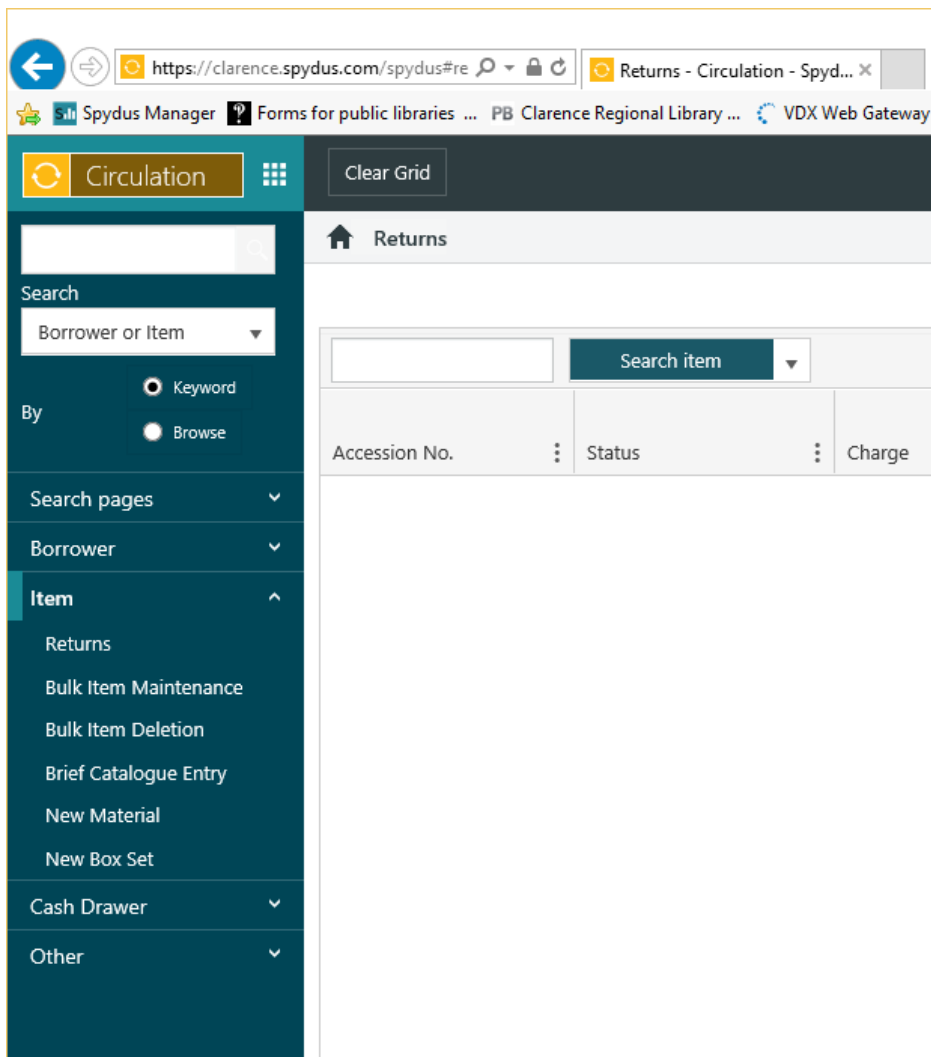 https://clarence.spydus.com/spydus#re
Returns - Circulation - Spyd...
Spydus Manager Forms for public libraries ... PB Clarence Regional Library ... VDX Web Gateway
Circulation
Clear Grid
Returns
Search
Borrower or Item
By
Keyword
Browse
Search item
Accession No. Status Charge
Search pages
Borrower
Item
Returns
Bulk Item Maintenance
Bulk Item Deletion
Brief Catalogue Entry
New Material
New Box Set
Cash Drawer
Other